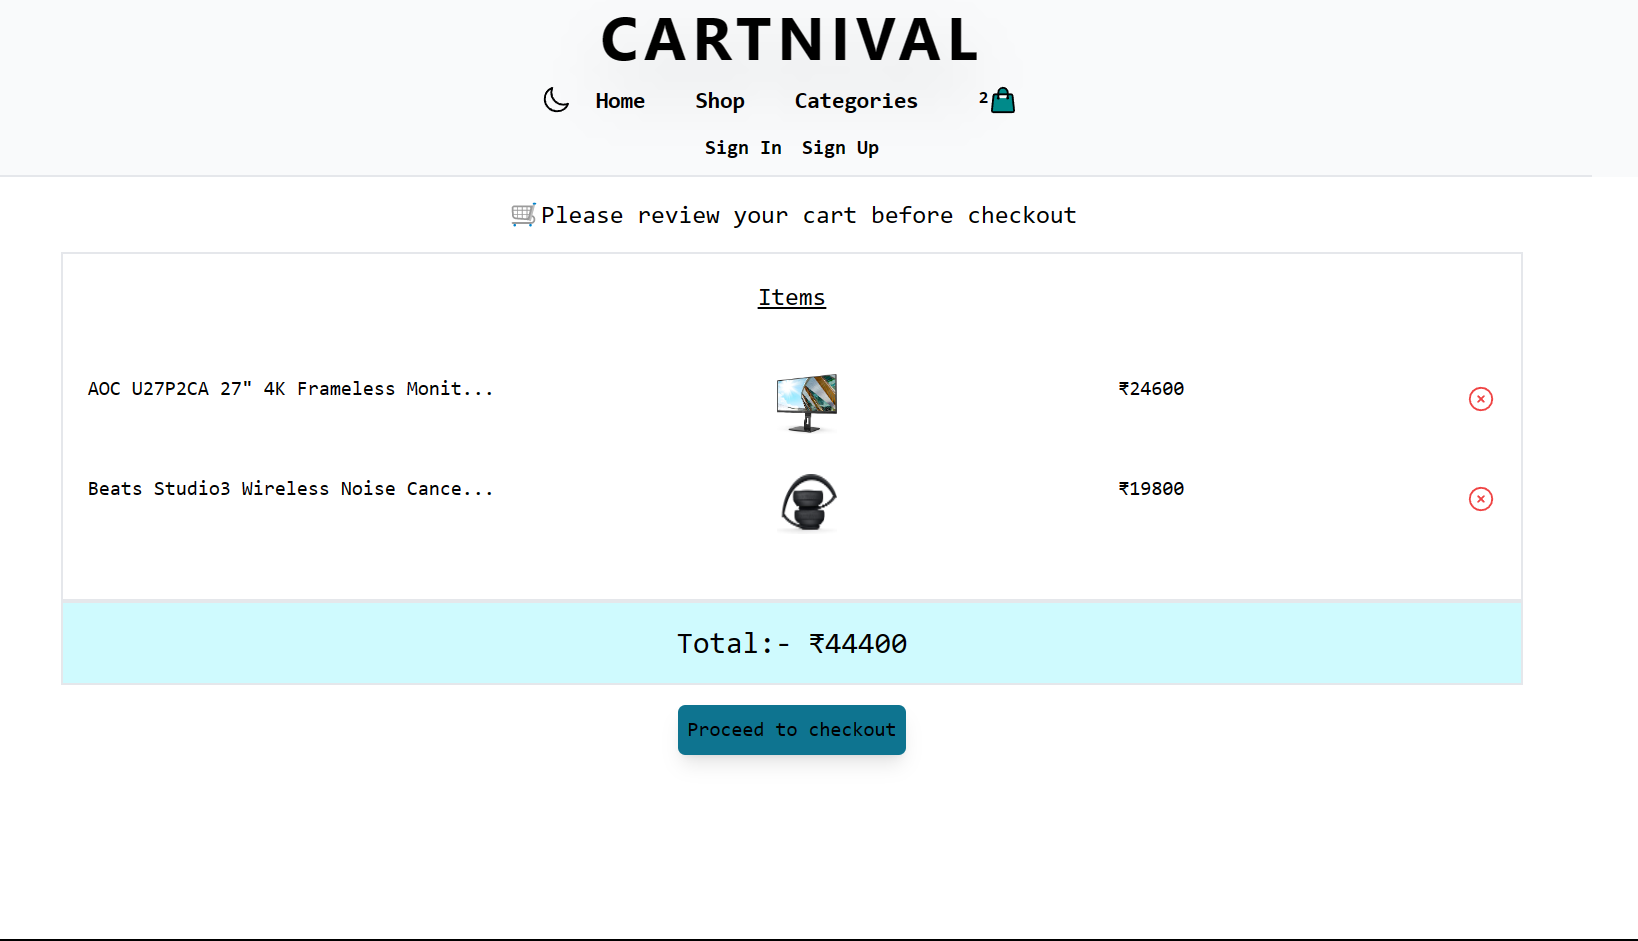 CARTNIVAL
Home Shop Categories 2
Sign In Sign Up
Please review your cart before checkout
Items
AOC U27P2CA 27" 4K Frameless Monit... ₹24600
Beats Studio3 Wireless Noise Cance... ₹19800
Total:- ₹44400
Proceed to checkout